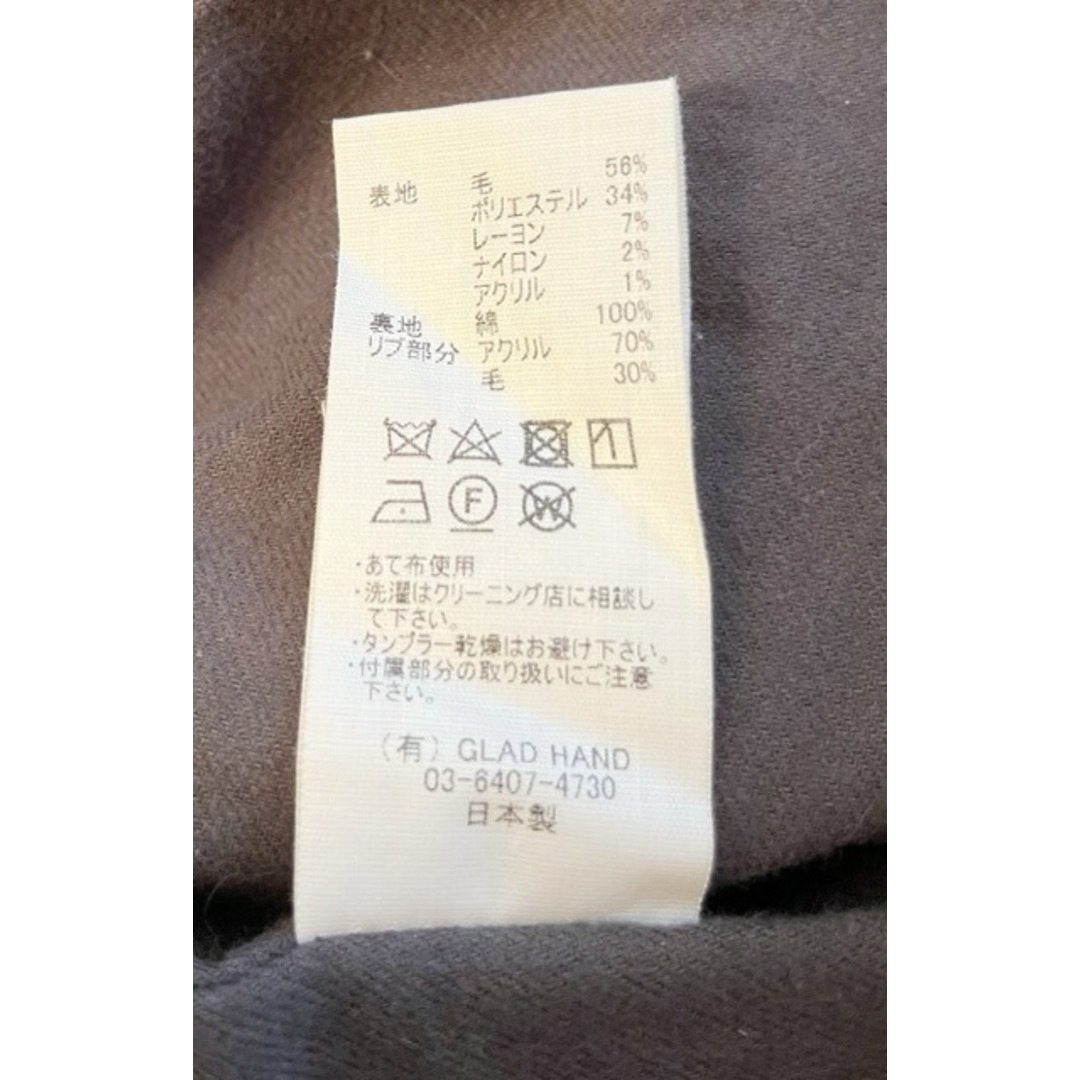 表地 毛 56%
ポリエステル 34%
レーヨン 7%
ナイロン 2%
アクリル 1%
裏地 綿 100%
リブ部分 アクリル 70%
毛 30%
F W
・あて布使用
・洗濯はクリーニング店に相談し
て下さい。
・タンブラー乾燥はお避け下さい。
・付属部分の取り扱いにご注意
下さい。
(有) GLAD HAND
03-6407-4730
日本製